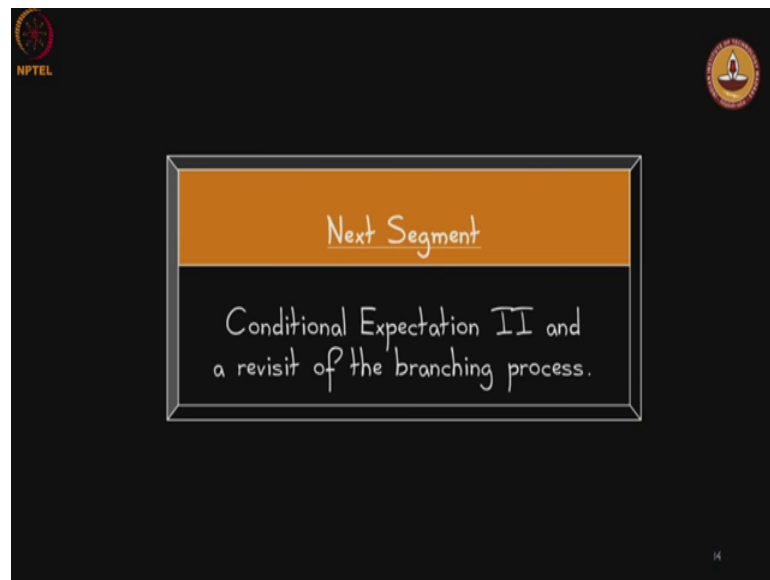 NPTEL
Next Segment
Conditional Expectation II and
a revisit of the branching process.
14